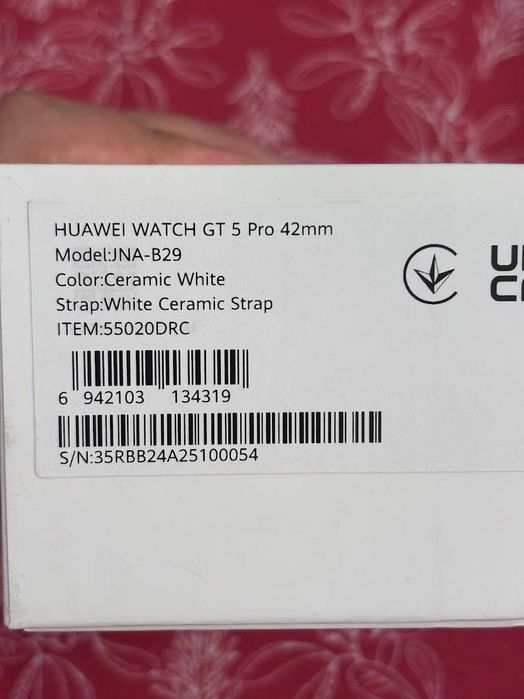 HUAWEI WATCH GT 5 Pro 42mm
Model:JNA-B29
Color:Ceramic White
Strap:White Ceramic Strap
ITEM:55020DRC
6 942103 134319
S/N:35RBB24A25100054